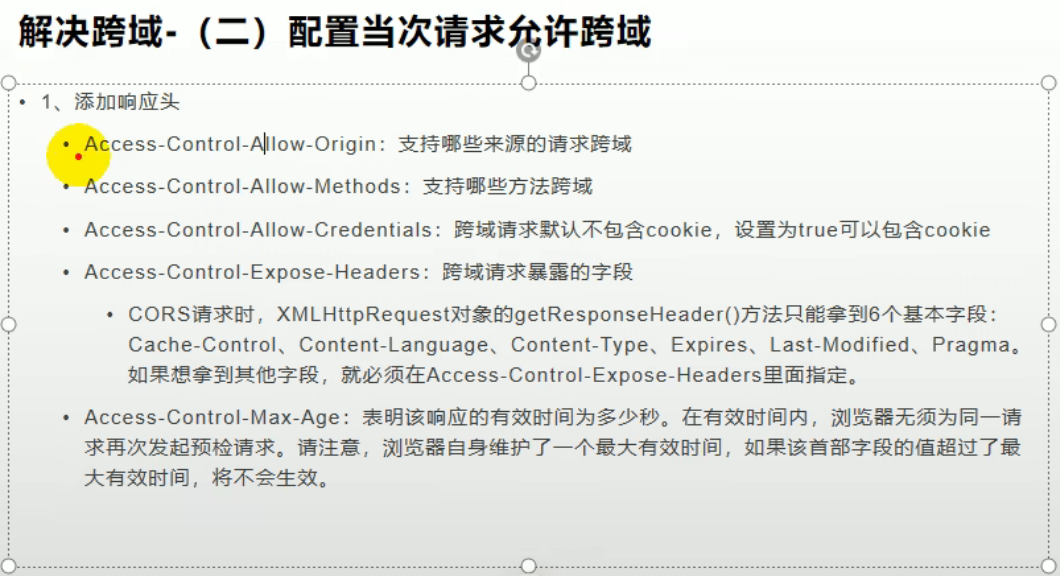 解决跨域-（二）配置当次请求允许跨域
• 1、添加响应头
• Access-Control-Allow-Origin：支持哪些来源的请求跨域
• Access-Control-Allow-Methods：支持哪些方法跨域
• Access-Control-Allow-Credentials：跨域请求默认不包含cookie，设置为true可以包含cookie
• Access-Control-Expose-Headers：跨域请求暴露的字段
• CORS请求时，XMLHttpRequest对象的getResponseHeader()方法只能拿到6个基本字段：
Cache-Control、Content-Language、Content-Type、Expires、Last-Modified、Pragma。
如果想拿到其他字段，就必须在Access-Control-Expose-Headers里面指定。
• Access-Control-Max-Age：表明该响应的有效时间为多少秒。在有效时间内，浏览器无须为同一请
求再次发起预检请求。请注意，浏览器自身维护了一个最大有效时间，如果该首部字段的值超过了最
大有效时间，将不会生效。